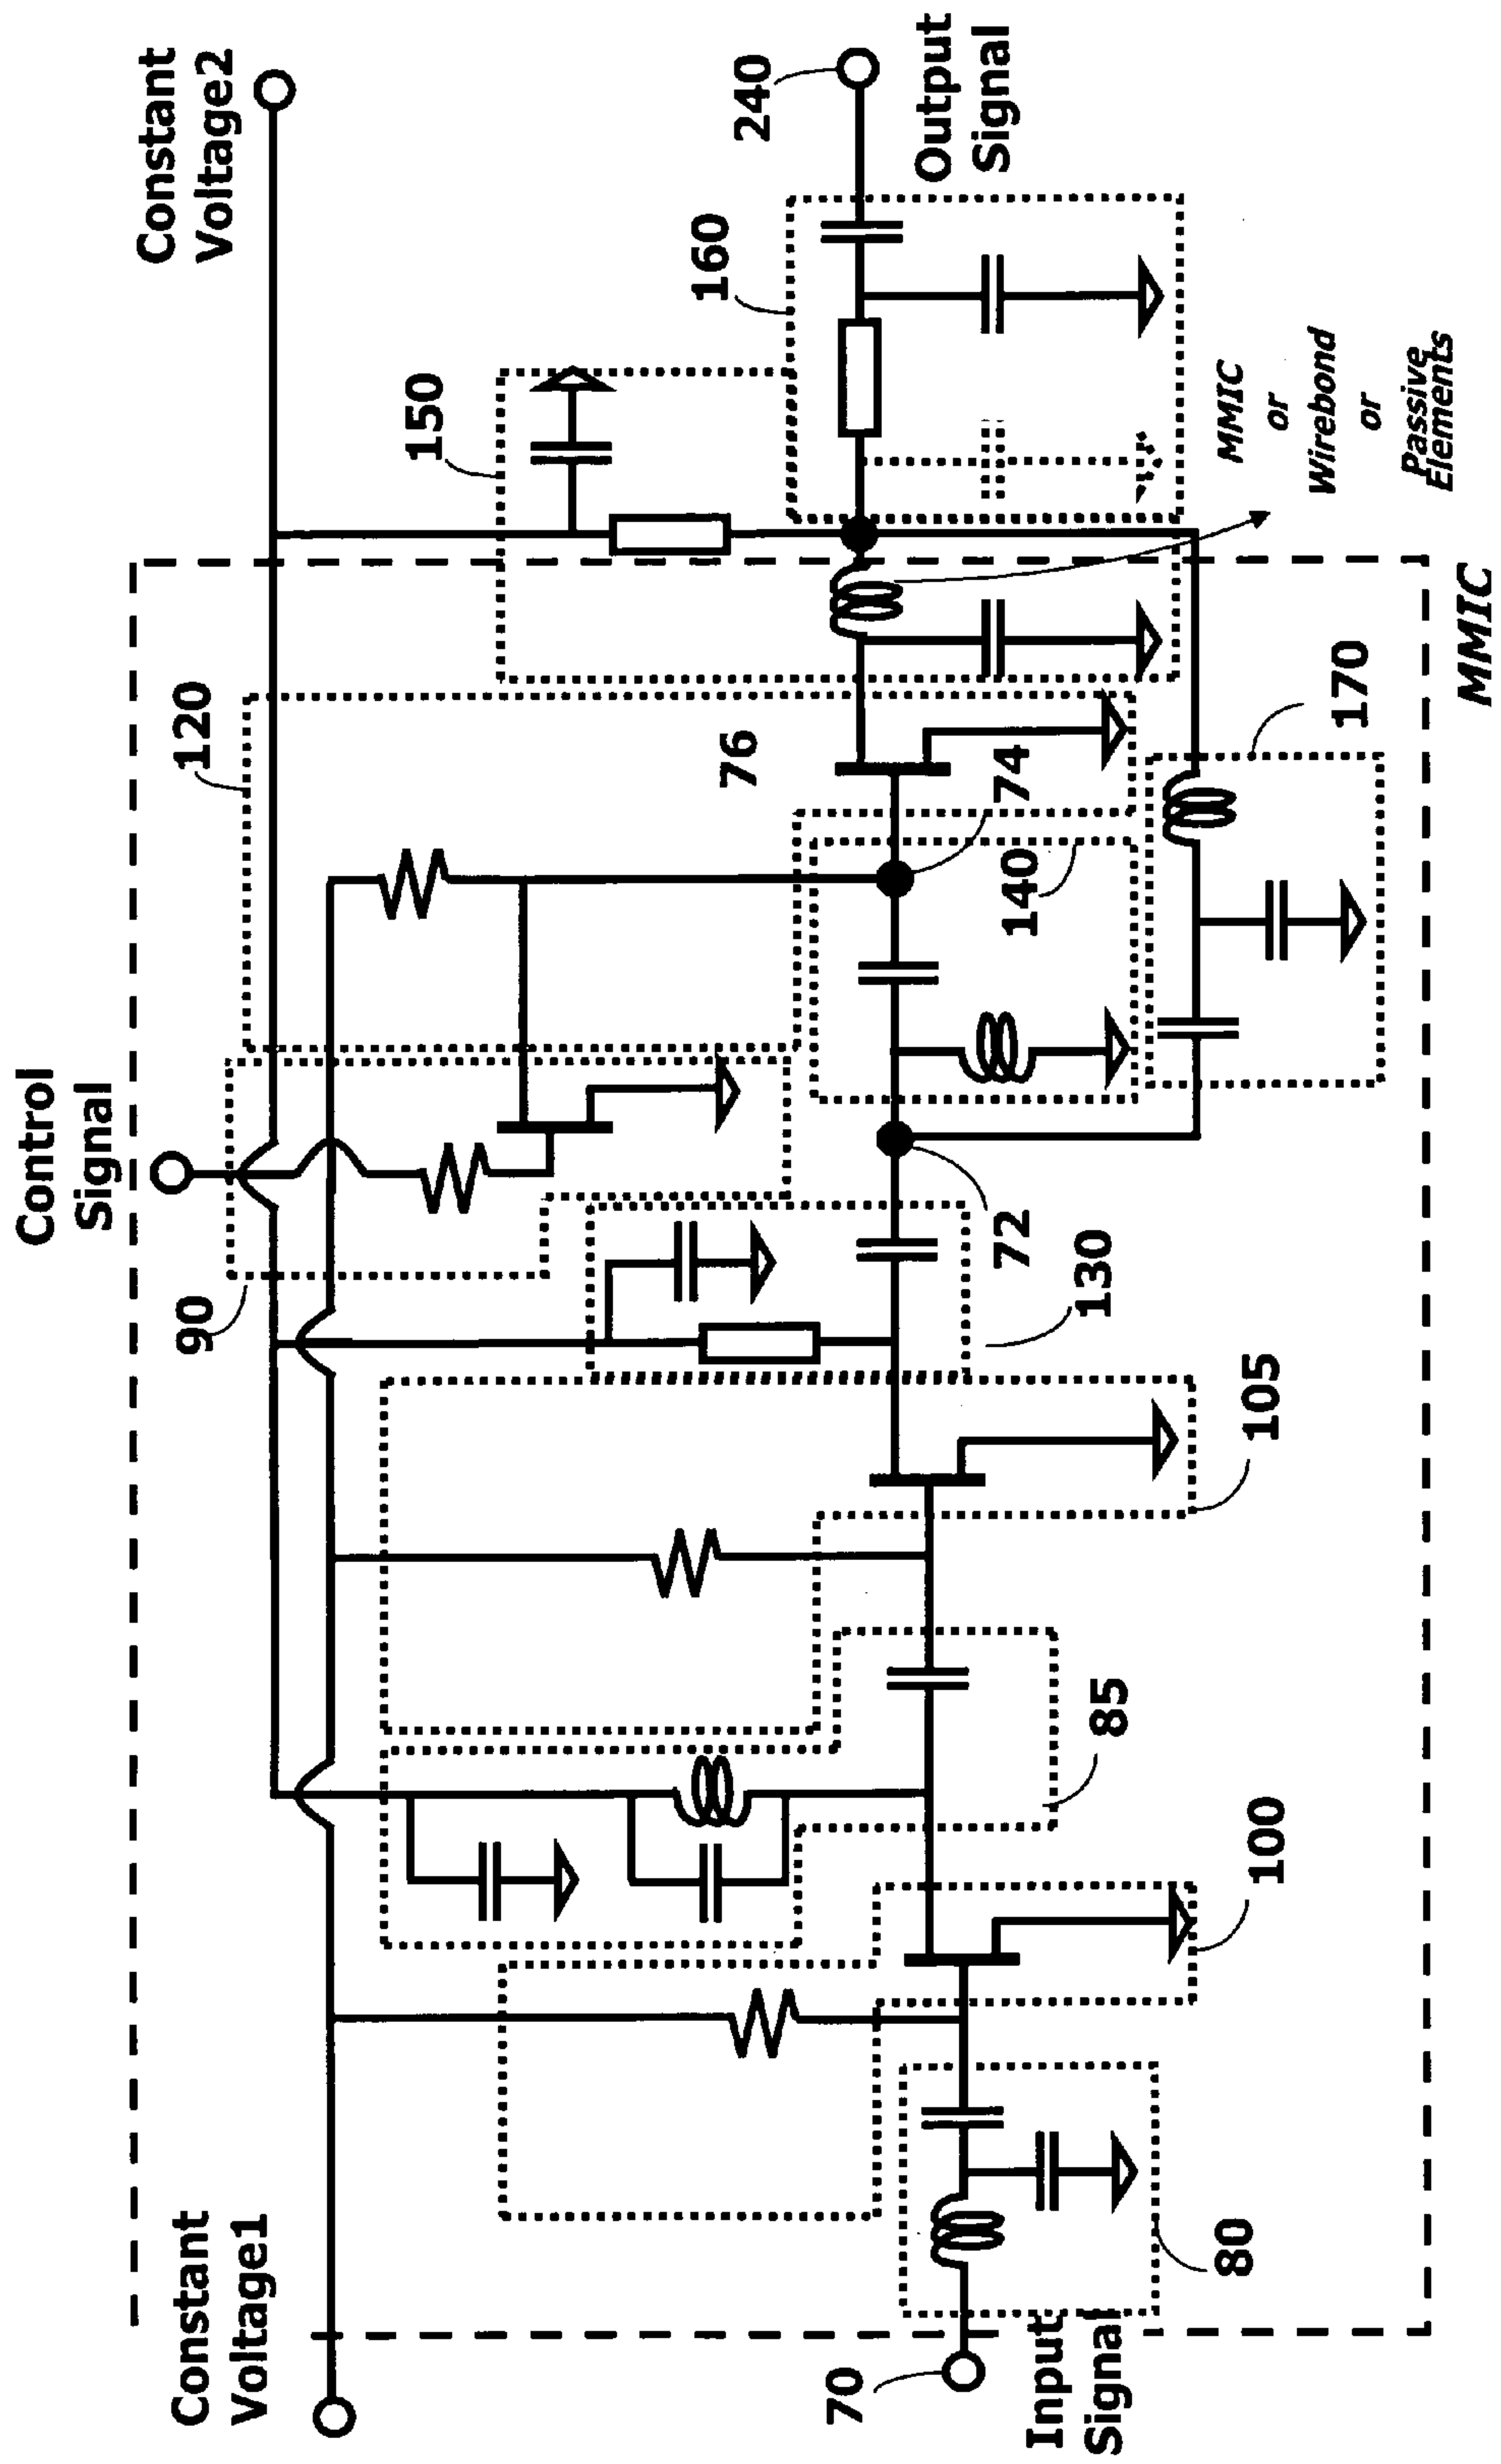 Constant
Voltage1
Control
Signal
Constant
Voltage2
90
120
150
160
240
Output
Signal
76
74
140
72
130
170
105
85
100
80
70
Input
Signal
MMIC
or
Wirebond
or
Passive
Elements
MMIC